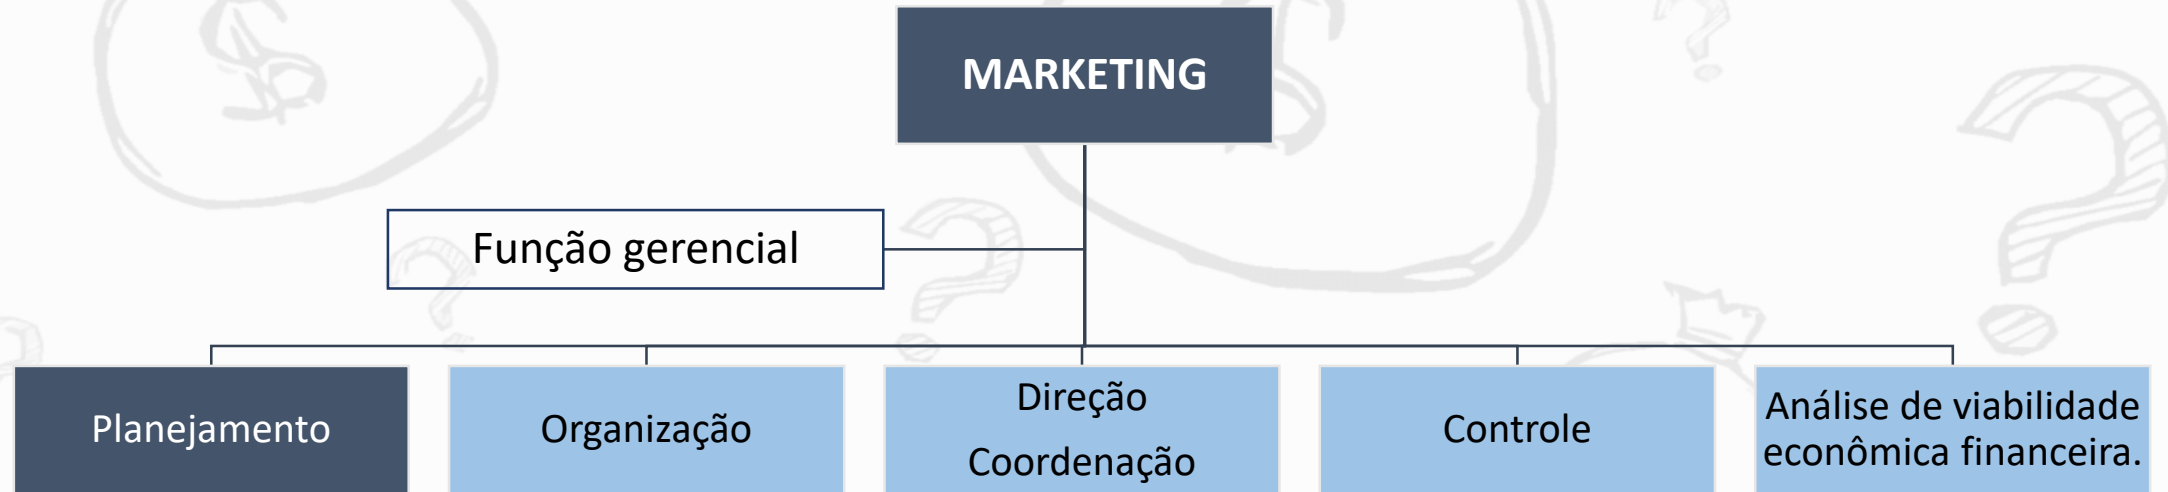 MARKETING
Função gerencial
Planejamento
Organização
Direção
Coordenação
Controle
Análise de viabilidade
econômica financeira.